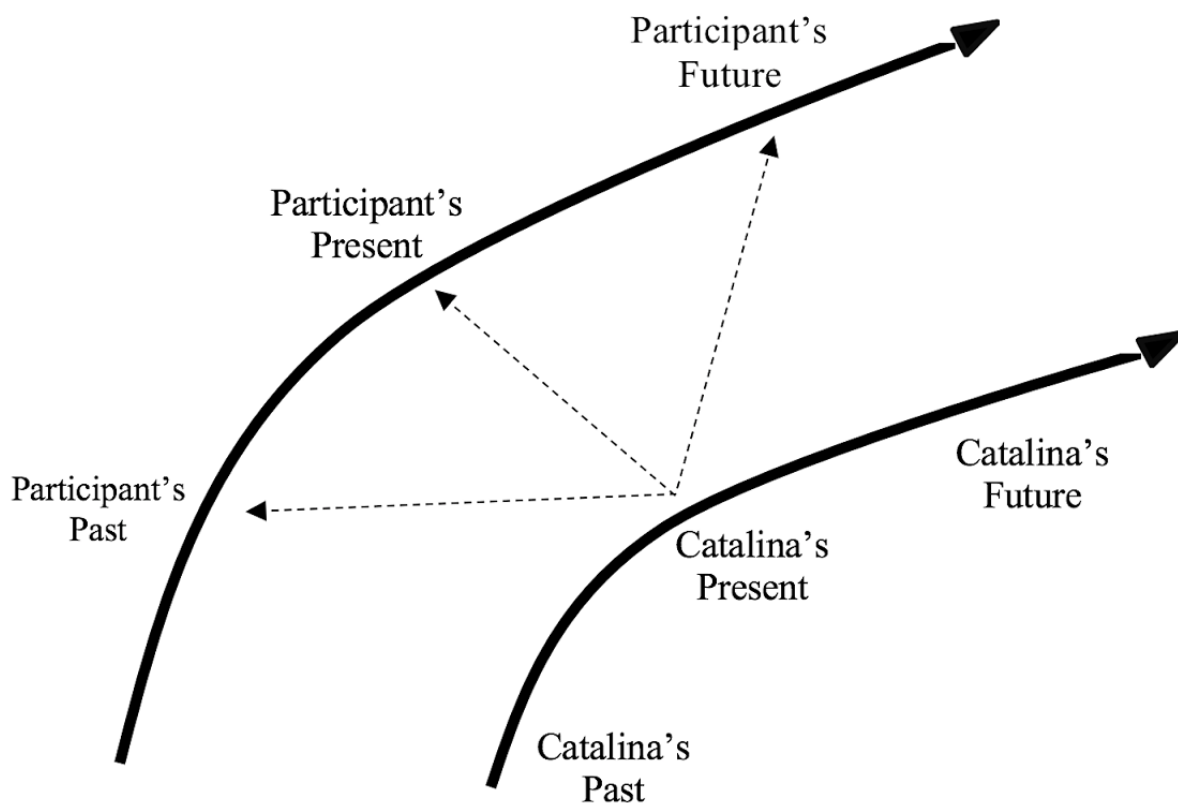 Participant’s
Future
Participant’s
Present
Participant’s
Past
Catalina’s
Future
Catalina’s
Present
Catalina’s
Past